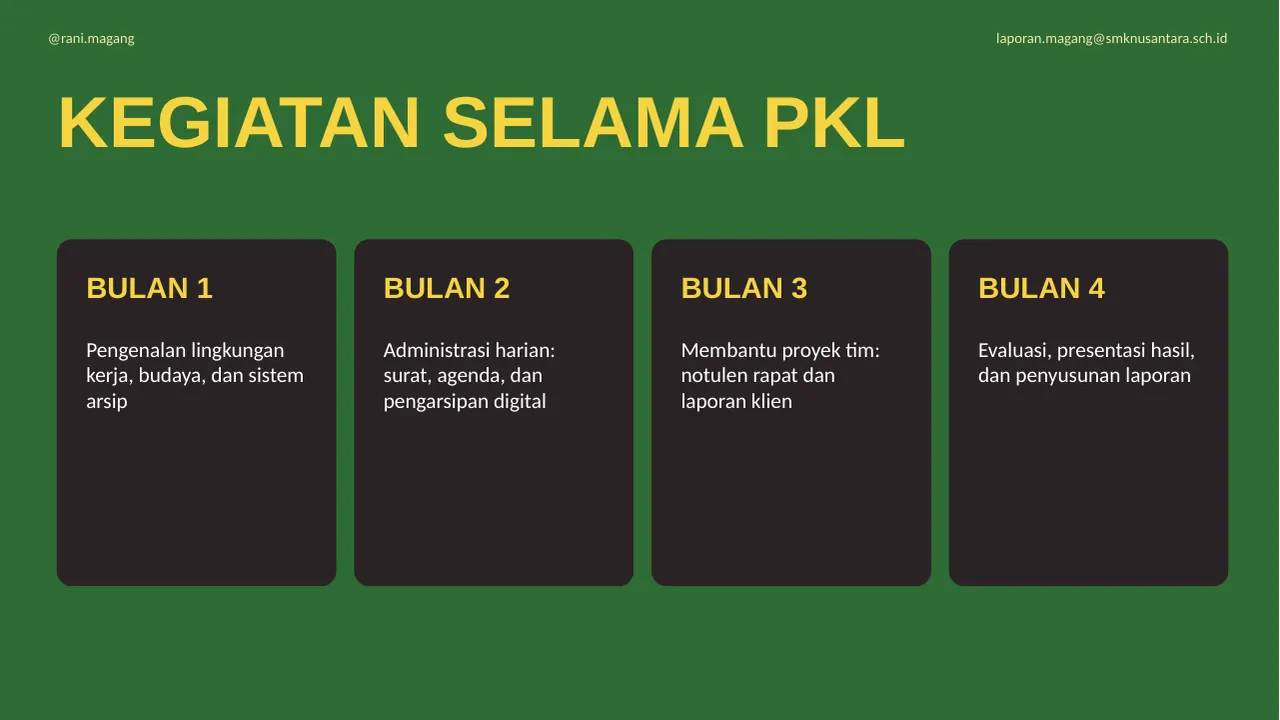 @rani.magang
laporan.magang@smknusantara.sch.id
KEGIATAN SELAMA PKL
BULAN 1
Pengenalan lingkungan
kerja, budaya, dan sistem
arsip
BULAN 2
Administrasi harian:
surat, agenda, dan
pengarsipan digital
BULAN 3
Membantu proyek tim:
notulen rapat dan
laporan klien
BULAN 4
Evaluasi, presentasi hasil,
dan penyusunan laporan